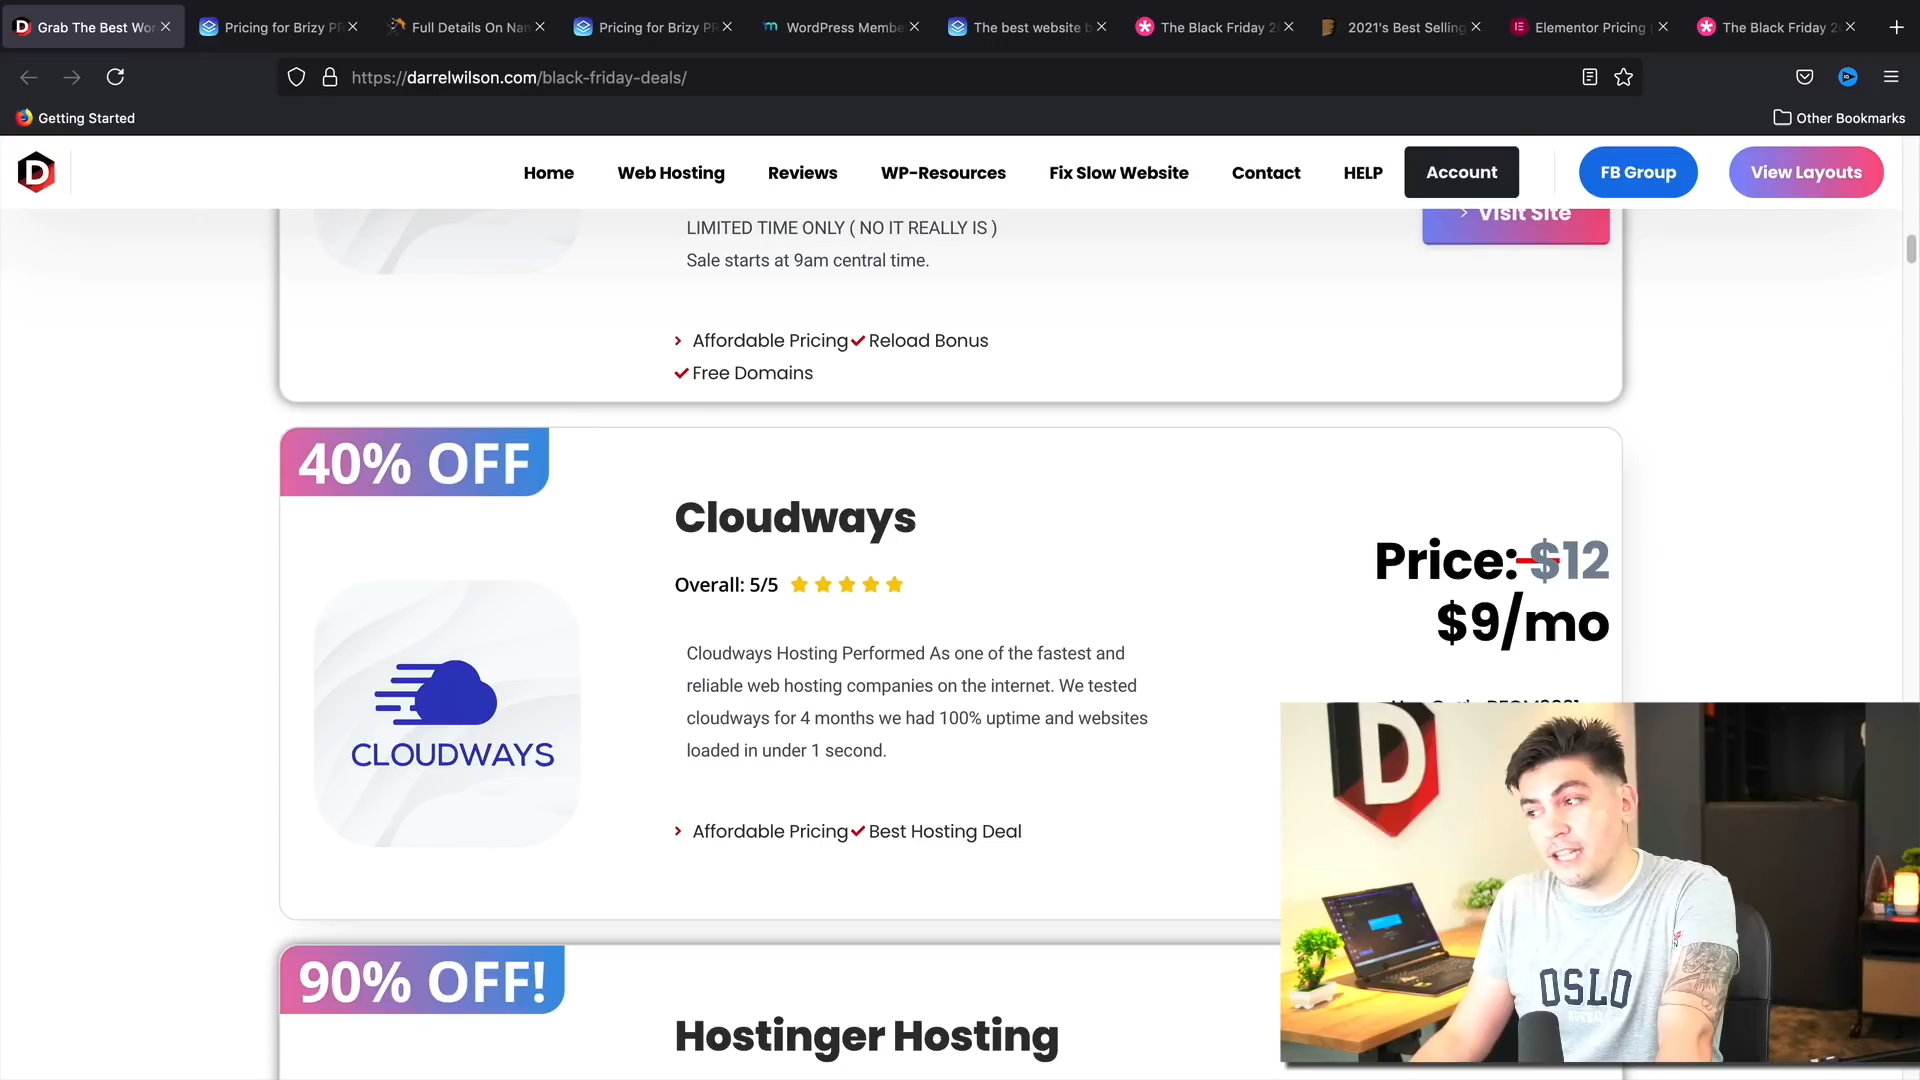 Grab The Best Wor
Pricing for Brizy PR
Full Details On Nam
Pricing for Brizy PR
WordPress Membe
The best website b
The Black Friday 2
2021's Best Selling
Elementor Pricing
The Black Friday 2
https://darrelwilson.com/black-friday-deals/
Getting Started
Other Bookmarks
D
Home
Web Hosting
Reviews
WP-Resources
Fix Slow Website
Contact
HELP
Account
FB Group
View Layouts
Visit Site
LIMITED TIME ONLY ( NO IT REALLY IS )
Sale starts at 9am central time.
Affordable Pricing
Reload Bonus
Free Domains
40% OFF
Cloudways
Overall: 5/5
Price: $12
$9/mo
CLOUDWAYS
Cloudways Hosting Performed As one of the fastest and
reliable web hosting companies on the internet. We tested
cloudways for 4 months we had 100% uptime and websites
loaded in under 1 second.
Affordable Pricing
Best Hosting Deal
90% OFF!
Hostinger Hosting
D
OSLO